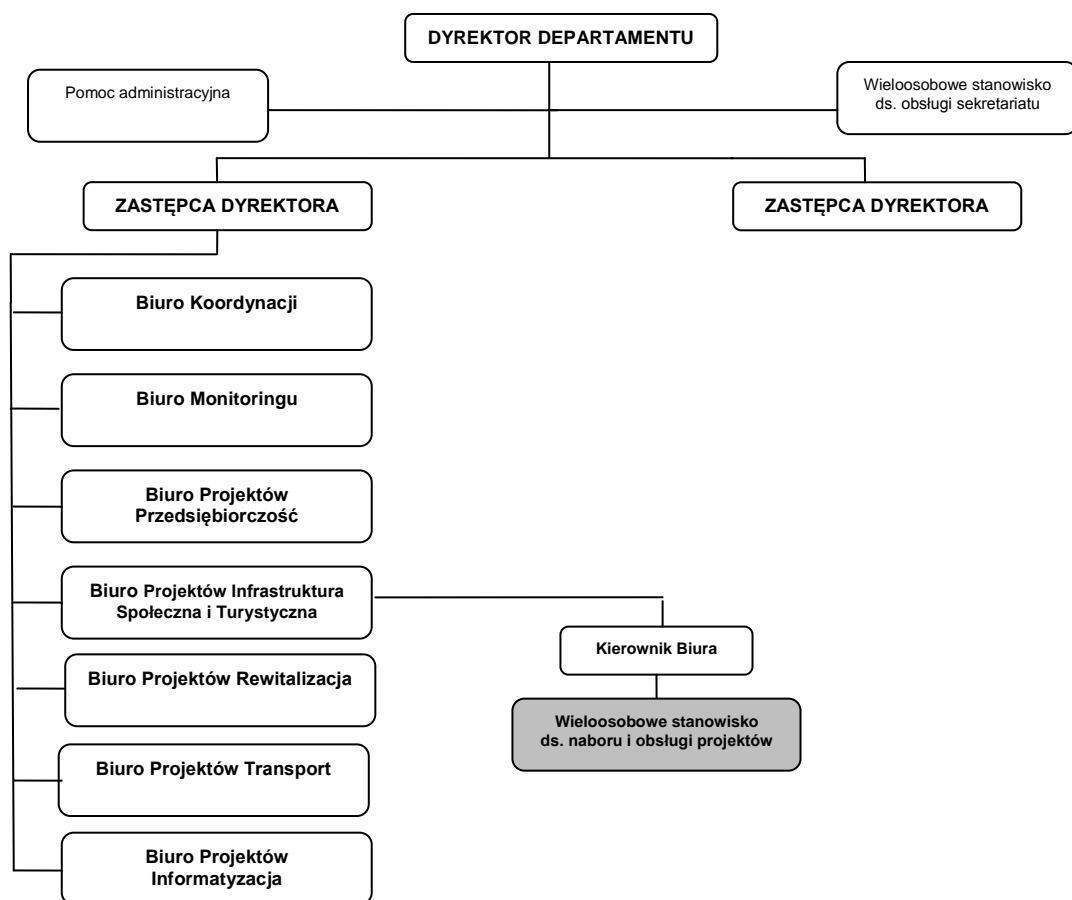 DYREKTOR DEPARTAMENTU
Pomoc administracyjna
Wieloosobowe stanowisko
ds. obsługi sekretariatu
ZASTĘPCA DYREKTORA
ZASTĘPCA DYREKTORA
Biuro Koordynacji
Biuro Monitoringu
Biuro Projektów
Przedsiębiorczość
Biuro Projektów Infrastruktura
Społeczna i Turystyczna
Kierownik Biura
Biuro Projektów Rewitalizacja
Wieloosobowe stanowisko
ds. naboru i obsługi projektów
Biuro Projektów Transport
Biuro Projektów
Informatyzacja